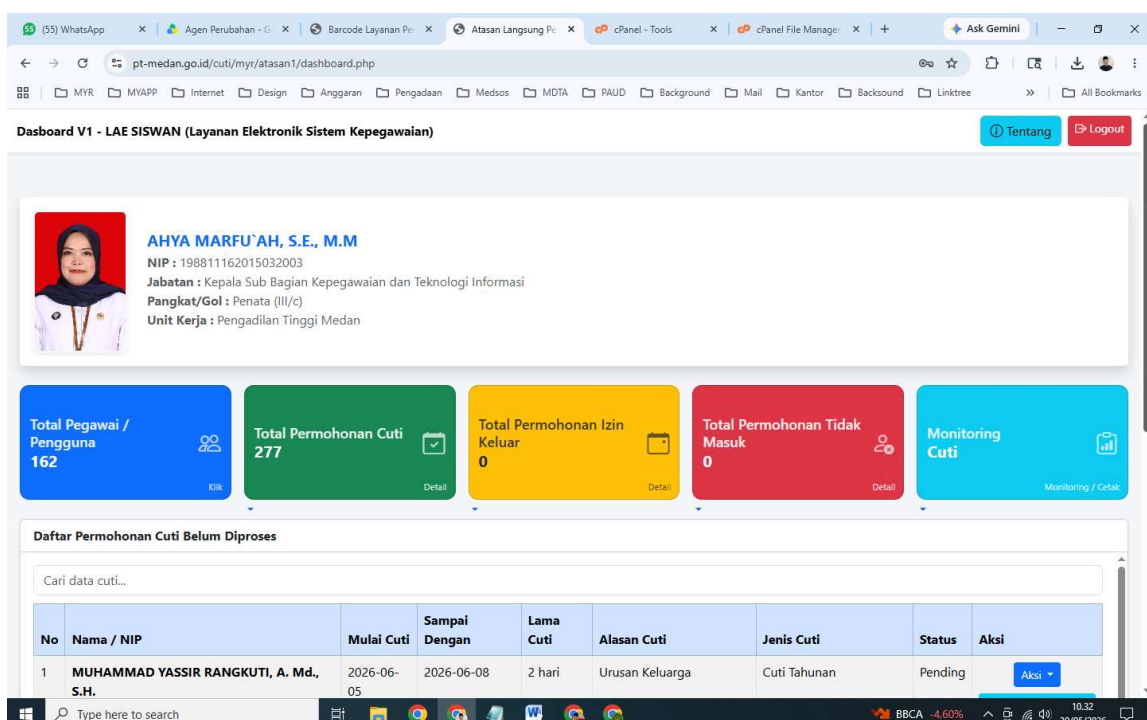 (55) WhatsApp
Agen Perubahan - G
Barcode Layanan Pe
Atasan Langsung Pe
cPanel - Tools
cPanel File Manager
Ask Gemini
pt-medan.go.id/cuti/myr/atasan1/dashboard.php
MYR MYAPP Internet Design Anggaran Pengadaan Medsos MDTA PAUD Background Mail Kantor Backsound Linktree » All Bookmarks
Dasboard V1 - LAE SISWAN (Layanan Elektronik Sistem Kepegawaian)
Tentang
Logout
AHYA MARFU`AH, S.E., M.M
NIP : 198811162015032003
Jabatan : Kepala Sub Bagian Kepegawaian dan Teknologi Informasi
Pangkat/Gol : Penata (III/c)
Unit Kerja : Pengadilan Tinggi Medan
Total Pegawai /
Pengguna
162
Klik
Total Permohonan Cuti
277
Detail
Total Permohonan Izin
Keluar
0
Detail
Total Permohonan Tidak
Masuk
0
Detail
Monitoring
Cuti
Monitoring / Cetak
Daftar Permohonan Cuti Belum Diproses
Cari data cuti...
No Nama / NIP Mulai Cuti Sampai Dengan Lama Cuti Alasan Cuti Jenis Cuti Status Aksi
1 MUHAMMAD YASSIR RANGKUTI, A. Md., S.H. 2026-06-05 2026-06-08 2 hari Urusan Keluarga Cuti Tahunan Pending Aksi
Type here to search
BBCA -4,60%
10.32